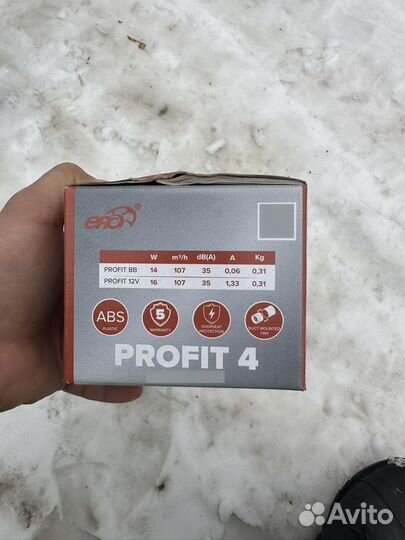 era®
W m³/h dB(A) A Kg
PROFIT BB 14 107 35 0,06 0,31
PROFIT 12V 16 107 35 1,33 0,31
ABS
PLASTIC
5
WARRANTY
OVERHEAT
PROTECTION
DUCT MOUNTED
FAN
PROFIT 4
Avito